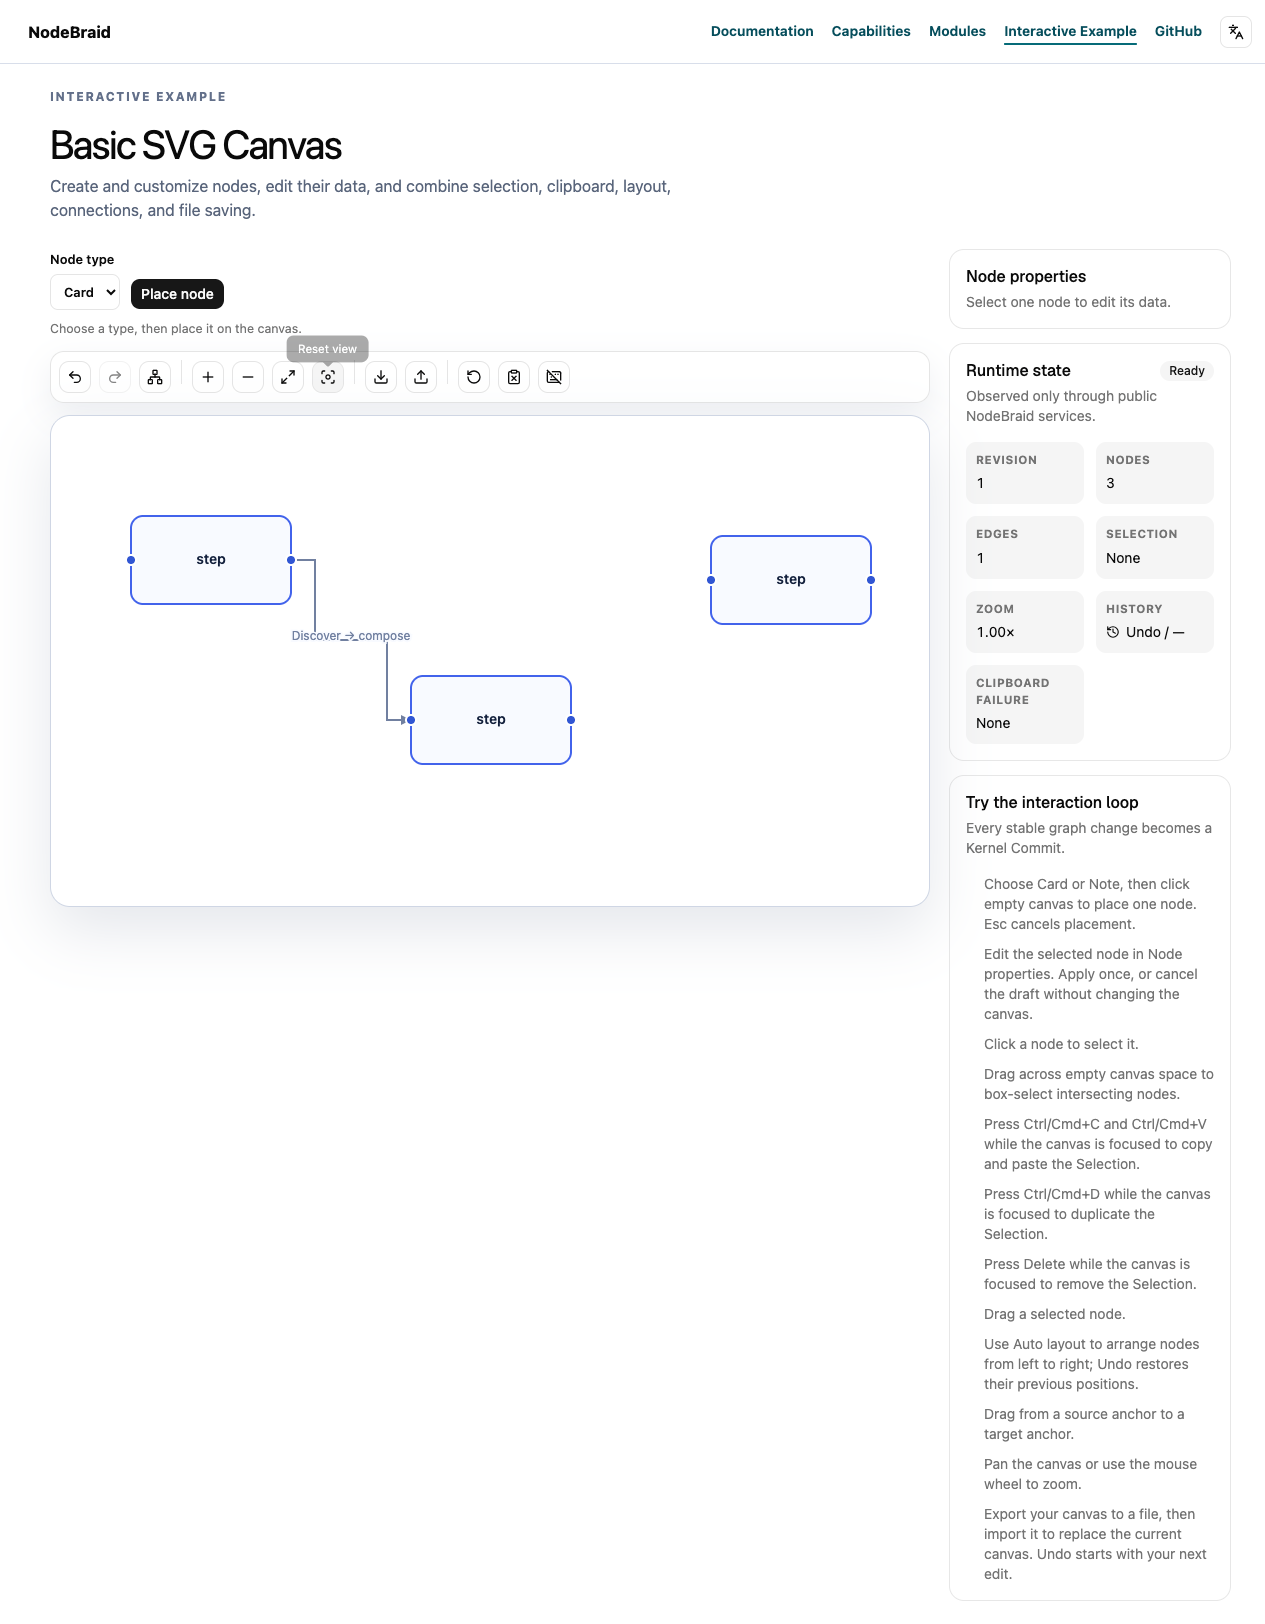 NodeBraid
Documentation
Capabilities
Modules
Interactive Example
GitHub
INTERACTIVE EXAMPLE
Basic SVG Canvas
Create and customize nodes, edit their data, and combine selection, clipboard, layout,
connections, and file saving.
Node type
Card
Place node
Choose a type, then place it on the canvas.
Reset view
step
step
Discover → compose
step
Node properties
Select one node to edit its data.
Runtime state
Ready
Observed only through public
NodeBraid services.
REVISION
1
NODES
3
EDGES
1
SELECTION
None
ZOOM
1.00×
HISTORY
Undo / —
CLIPBOARD
FAILURE
None
Try the interaction loop
Every stable graph change becomes a
Kernel Commit.
Choose Card or Note, then click
empty canvas to place one node.
Esc cancels placement.
Edit the selected node in Node
properties. Apply once, or cancel
the draft without changing the
canvas.
Click a node to select it.
Drag across empty canvas space to
box-select intersecting nodes.
Press Ctrl/Cmd+C and Ctrl/Cmd+V
while the canvas is focused to copy
and paste the Selection.
Press Ctrl/Cmd+D while the canvas
is focused to duplicate the
Selection.
Press Delete while the canvas is
focused to remove the Selection.
Drag a selected node.
Use Auto layout to arrange nodes
from left to right; Undo restores
their previous positions.
Drag from a source anchor to a
target anchor.
Pan the canvas or use the mouse
wheel to zoom.
Export your canvas to a file, then
import it to replace the current
canvas. Undo starts with your next
edit.